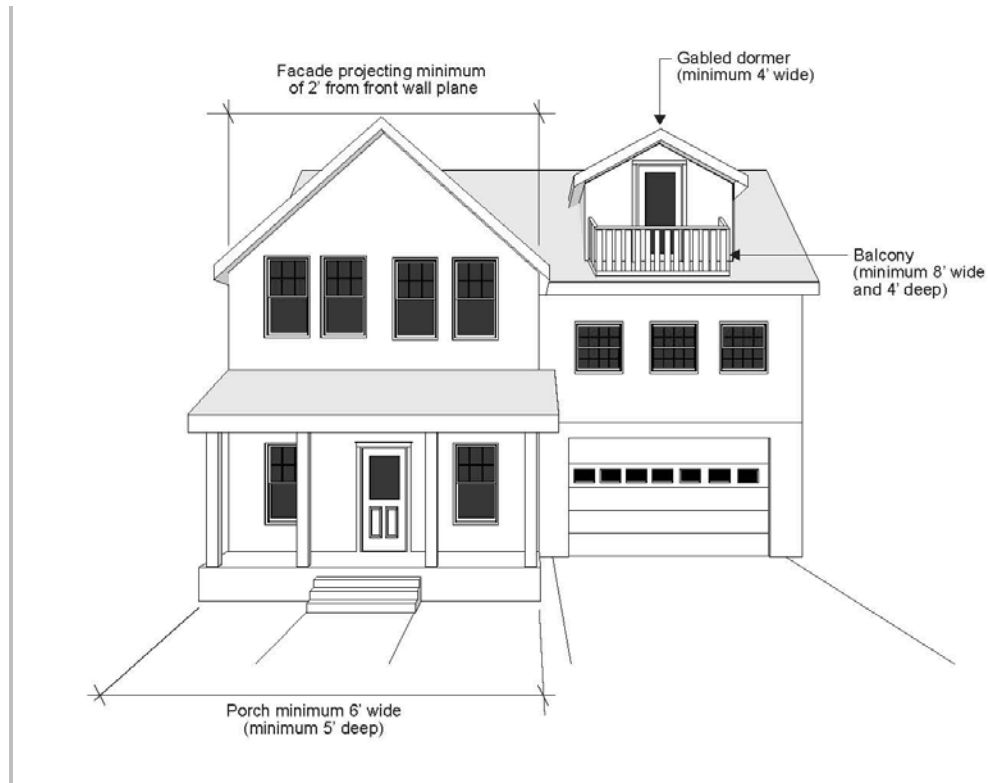 Facade projecting minimum
of 2' from front wall plane
Gabled dormer
(minimum 4' wide)
Balcony
(minimum 8' wide
and 4' deep)
Porch minimum 6' wide
(minimum 5' deep)